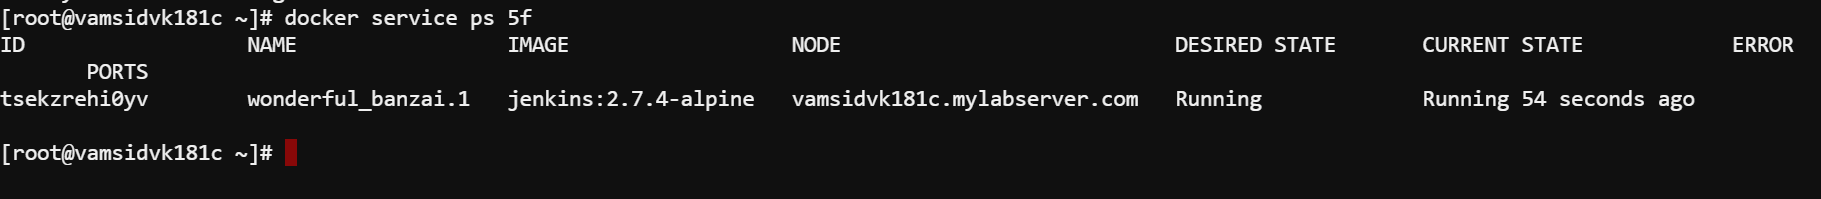 [root@vamsidvk181c ~]# docker service ps 5f
ID                  NAME                 IMAGE                  NODE                           DESIRED STATE       CURRENT STATE            ERROR
       PORTS
tsekzrehi0yv        wonderful_banzai.1   jenkins:2.7.4-alpine   vamsidvk181c.mylabserver.com   Running             Running 54 seconds ago
[root@vamsidvk181c ~]#